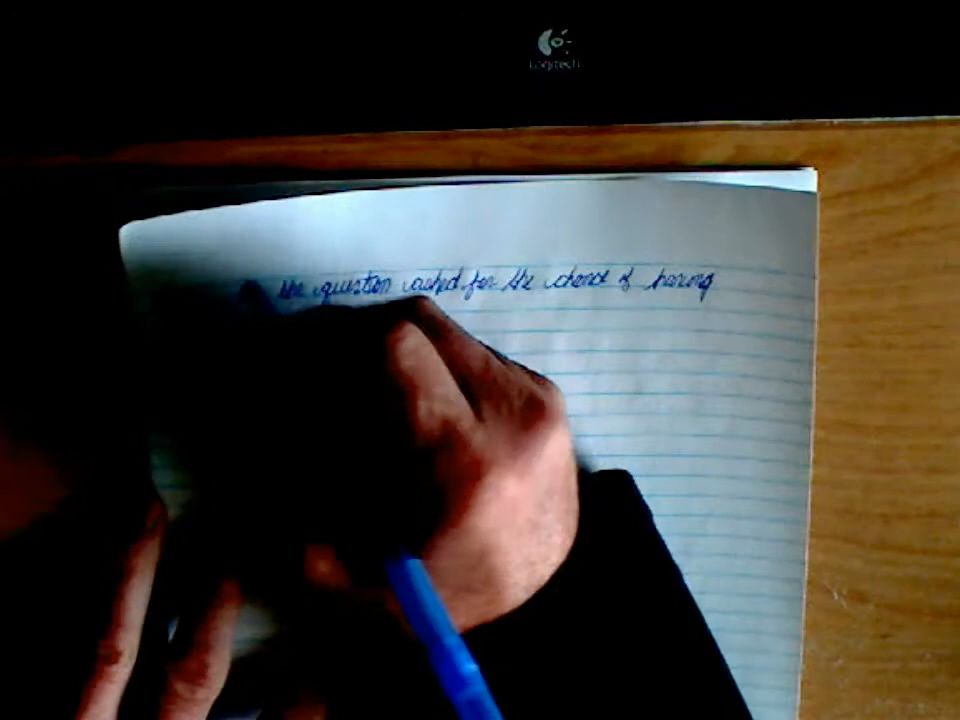 Logitech
the question asked for the chance of having